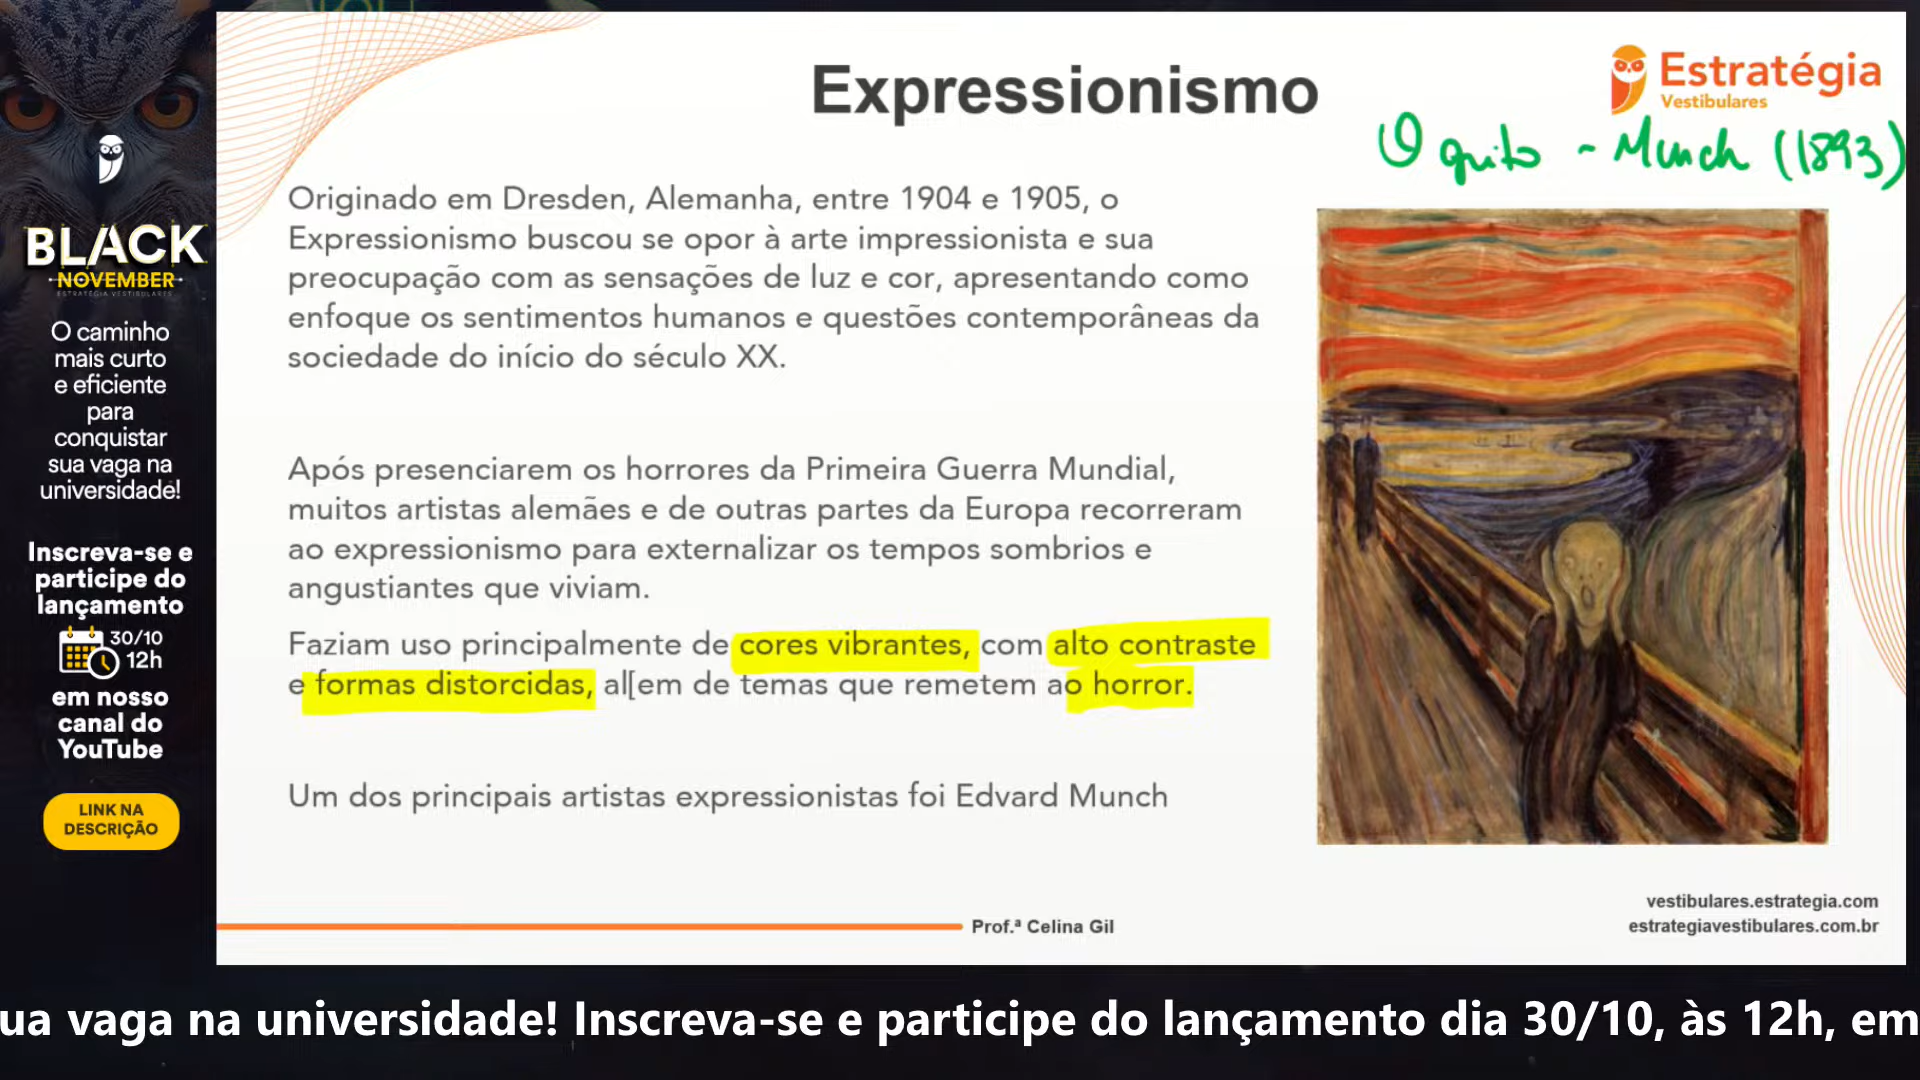 Expressionismo
Estratégia
Vestibulares
O grito - Munch (1893)
Originado em Dresden, Alemanha, entre 1904 e 1905, o
Expressionismo buscou se opor à arte impressionista e sua
preocupação com as sensações de luz e cor, apresentando como
enfoque os sentimentos humanos e questões contemporâneas da
sociedade do início do século XX.
Após presenciarem os horrores da Primeira Guerra Mundial,
muitos artistas alemães e de outras partes da Europa recorreram
ao expressionismo para externalizar os tempos sombrios e
angustiantes que viviam.
Faziam uso principalmente de cores vibrantes, com alto contraste
e formas distorcidas, al[em de temas que remetem ao horror.
Um dos principais artistas expressionistas foi Edvard Munch
vestibulares.estrategia.com
estrategiavestibulares.com.br
Prof.ª Celina Gil
BLACK
NOVEMBER
ESTRATÉGIA VESTIBULARES
O caminho
mais curto
e eficiente
para
conquistar
sua vaga na
universidade!
Inscreva-se e
participe do
lançamento
30/10
12h
em nosso
canal do
YouTube
LINK NA
DESCRIÇÃO
ua vaga na universidade! Inscreva-se e participe do lançamento dia 30/10, às 12h, em